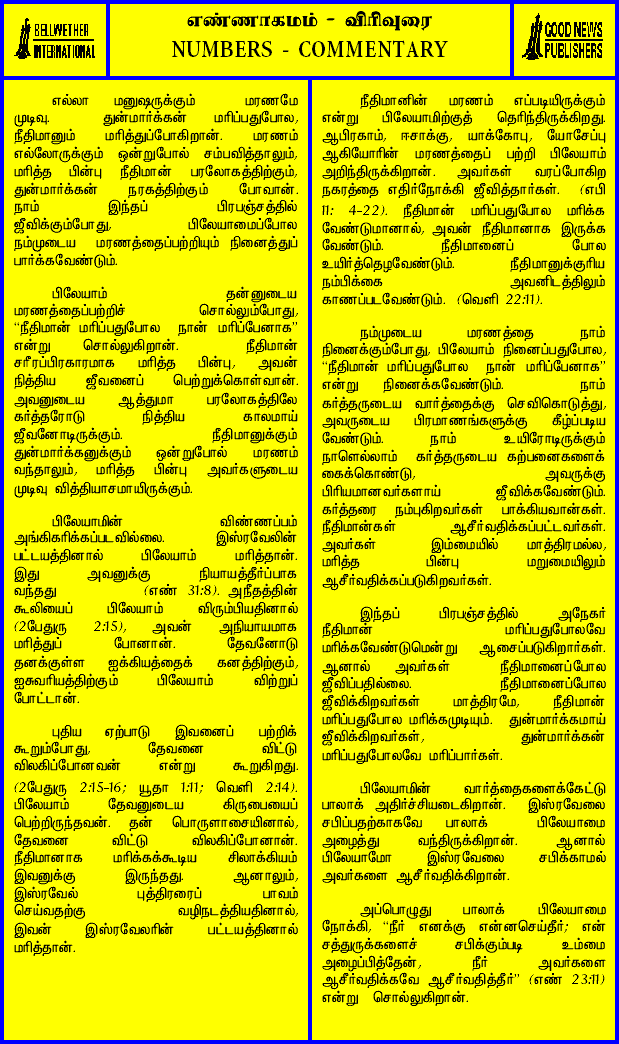 BELLWETHER
INTERNATIONAL
எண்ணாகமம் - விரிவுரை
NUMBERS - COMMENTARY
GOOD NEWS
PUBLISHERS
எல்லா மனுஷருக்கும் மரணமே
முடிவு. துன்மார்க்கன் மரிப்பதுபோல,
நீதிமானும் மரித்துப்போகிறான். மரணம்
எல்லோருக்கும் ஒன்றுபோல் சம்பவித்தாலும்,
மரித்த பின்பு நீதிமான் பரலோகத்திற்கும்,
துன்மார்க்கன் நரகத்திற்கும் போவான்.
நாம் இந்தப் பிரபஞ்சத்தில்
ஜீவிக்கும்போது, பிலேயாமைப்போல
நம்முடைய மரணத்தைப்பற்றியும் நினைத்துப்
பார்க்கவேண்டும்.
பிலேயாம் தன்னுடைய
மரணத்தைப்பற்றிச் சொல்லும்போது,
“நீதிமான் மரிப்பதுபோல நான் மரிப்பேனாக”
என்று சொல்லுகிறான். நீதிமான்
சரீரப்பிரகாரமாக மரித்த பின்பு, அவன்
நித்திய ஜீவனைப் பெற்றுக்கொள்வான்.
அவனுடைய ஆத்துமா பரலோகத்திலே
கர்த்தரோடு நித்திய காலமாய்
ஜீவனோடிருக்கும். நீதிமானுக்கும்
துன்மார்க்கனுக்கும் ஒன்றுபோல் மரணம்
வந்தாலும், மரித்த பின்பு அவர்களுடைய
முடிவு வித்தியாசமாயிருக்கும்.
பிலேயாமின் விண்ணப்பம்
அங்கிகரிக்கப்படவில்லை. இஸ்ரவேலின்
பட்டயத்தினால் பிலேயாம் மரித்தான்.
இது அவனுக்கு நியாயத்தீர்ப்பாக
வந்தது (எண் 31:8). அநீதத்தின்
கூலியைப் பிலேயாம் விரும்பியதினால்
(2பேதுரு 2:15), அவன் அநியாயமாக
மரித்துப் போனான். தேவனோடு
தனக்குள்ள ஐக்கியத்தைக் கனத்திற்கும்,
ஐசுவரியத்திற்கும் பிலேயாம் விற்றுப்
போட்டான்.
புதிய ஏற்பாடு இவனைப் பற்றிக்
கூறும்போது, தேவனை விட்டு
விலகிப்போனவன் என்று கூறுகிறது.
(2பேதுரு 2:15-16; யூதா 1:11; வெளி 2:14).
பிலேயாம் தேவனுடைய கிருபையைப்
பெற்றிருந்தவன். தன் பொருளாசையினால்,
தேவனை விட்டு விலகிப்போனான்.
நீதிமானாக மரிக்கக்கூடிய சிலாக்கியம்
இவனுக்கு இருந்தது. ஆனாலும்,
இஸ்ரவேல் புத்திரரைப் பாவம்
செய்வதற்கு வழிநடத்தியதினால்,
இவன் இஸ்ரவேலரின் பட்டயத்தினால்
மரித்தான்.
நீதிமானின் மரணம் எப்படியிருக்கும்
என்று பிலேயாமிற்குத் தெரிந்திருக்கிறது.
ஆபிரகாம், ஈசாக்கு, யாக்கோபு, யோசேப்பு
ஆகியோரின் மரணத்தைப் பற்றி பிலேயாம்
அறிந்திருக்கிறான். அவர்கள் வரப்போகிற
நகரத்தை எதிர்நோக்கி ஜீவித்தார்கள். (எபி
11: 4-22). நீதிமான் மரிப்பதுபோல மரிக்க
வேண்டுமானால், அவன் நீதிமானாக இருக்க
வேண்டும். நீதிமானைப் போல
உயிர்த்தெழவேண்டும். நீதிமானுக்குரிய
நம்பிக்கை அவனிடத்திலும்
காணப்படவேண்டும். (வெளி 22:11).
நம்முடைய மரணத்தை நாம்
நினைக்கும்போது, பிலேயாம் நினைப்பதுபோல,
“நீதிமான் மரிப்பதுபோல நான் மரிப்பேனாக”
என்று நினைக்கவேண்டும். நாம்
கர்த்தருடைய வார்த்தைக்கு செவிகொடுத்து,
அவருடைய பிரமாணங்களுக்கு கீழ்ப்படிய
வேண்டும். நாம் உயிரோடிருக்கும்
நாளெல்லாம் கர்த்தருடைய கற்பனைகளைக்
கைக்கொண்டு, அவருக்கு
பிரியமானவர்களாய் ஜீவிக்கவேண்டும்.
கர்த்தரை நம்புகிறவர்கள் பாக்கியவான்கள்.
நீதிமான்கள் ஆசீர்வதிக்கப்பட்டவர்கள்.
அவர்கள் இம்மையில் மாத்திரமல்ல,
மரித்த பின்பு மறுமையிலும்
ஆசீர்வதிக்கப்படுகிறவர்கள்.
இந்தப் பிரபஞ்சத்தில் அநேகர்
நீதிமான் மரிப்பதுபோலவே
மரிக்கவேண்டுமென்று ஆசைப்படுகிறார்கள்.
ஆனால் அவர்கள் நீதிமானைப்போல
ஜீவிப்பதில்லை. நீதிமானைப்போல
ஜீவிக்கிறவர்கள் மாத்திரமே, நீதிமான்
மரிப்பதுபோல மரிக்கமுடியும். துன்மார்க்கமாய்
ஜீவிக்கிறவர்கள், துன்மார்க்கன்
மரிப்பதுபோலவே மரிப்பார்கள்.
பிலேயாமின் வார்த்தைகளைக்கேட்டு
பாலாக் அதிர்ச்சியடைகிறான். இஸ்ரவேலை
சபிப்பதற்காகவே பாலாக் பிலேயாமை
அழைத்து வந்திருக்கிறான். ஆனால்
பிலேயாமோ இஸ்ரவேலை சபிக்காமல்
அவர்களை ஆசீர்வதிக்கிறான்.
அப்பொழுது பாலாக் பிலேயாமை
நோக்கி, “நீர் எனக்கு என்னசெய்தீர்; என்
சத்துருக்களைச் சபிக்கும்படி உம்மை
அழைப்பித்தேன், நீர் அவர்களை
ஆசீர்வதிக்கவே ஆசீர்வதித்தீர்” (எண் 23:11)
என்று சொல்லுகிறான்.